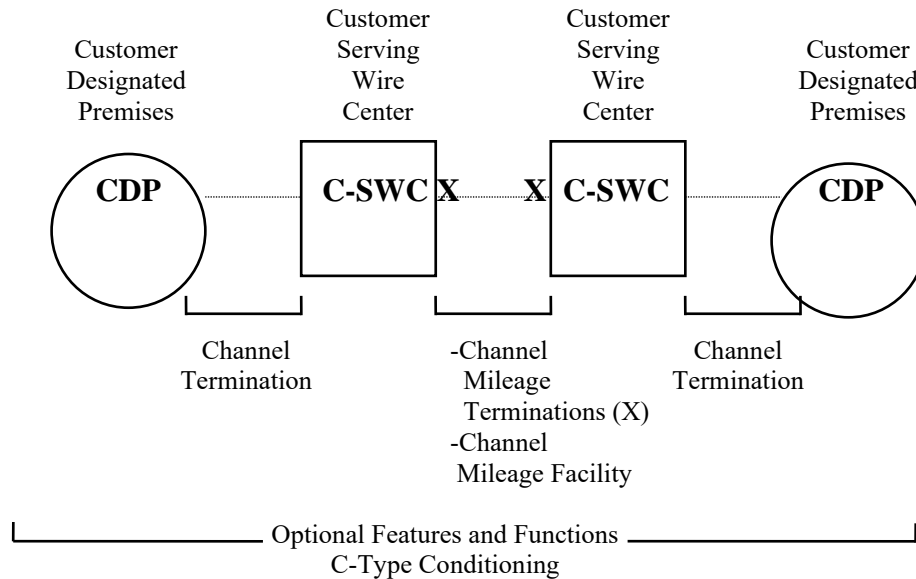 Customer
Designated
Premises
Customer
Serving
Wire
Center
Customer
Serving
Wire
Center
Customer
Designated
Premises
CDP
C-SWC X
X C-SWC
CDP
Channel
Termination
-Channel
Mileage
Terminations (X)
-Channel
Mileage Facility
Channel
Termination
Optional Features and Functions
C-Type Conditioning